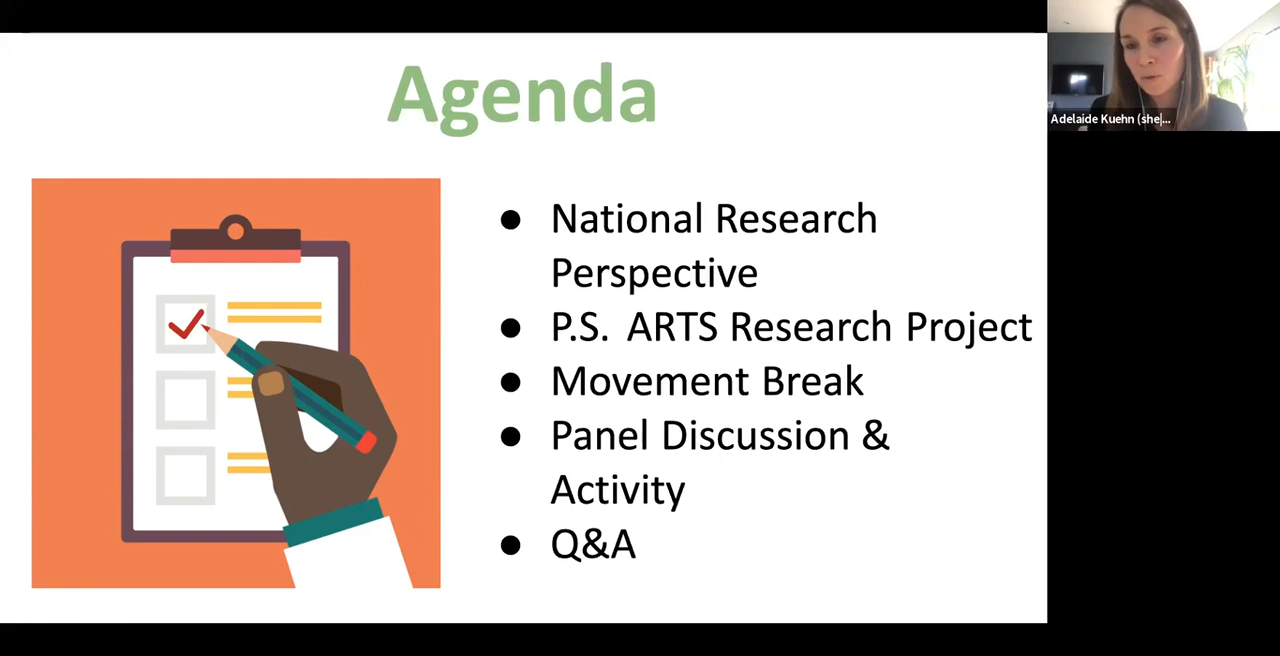 Agenda
● National Research
Perspective
● P.S. ARTS Research Project
● Movement Break
● Panel Discussion &
Activity
● Q&A
Adelaide Kuehn (she|...